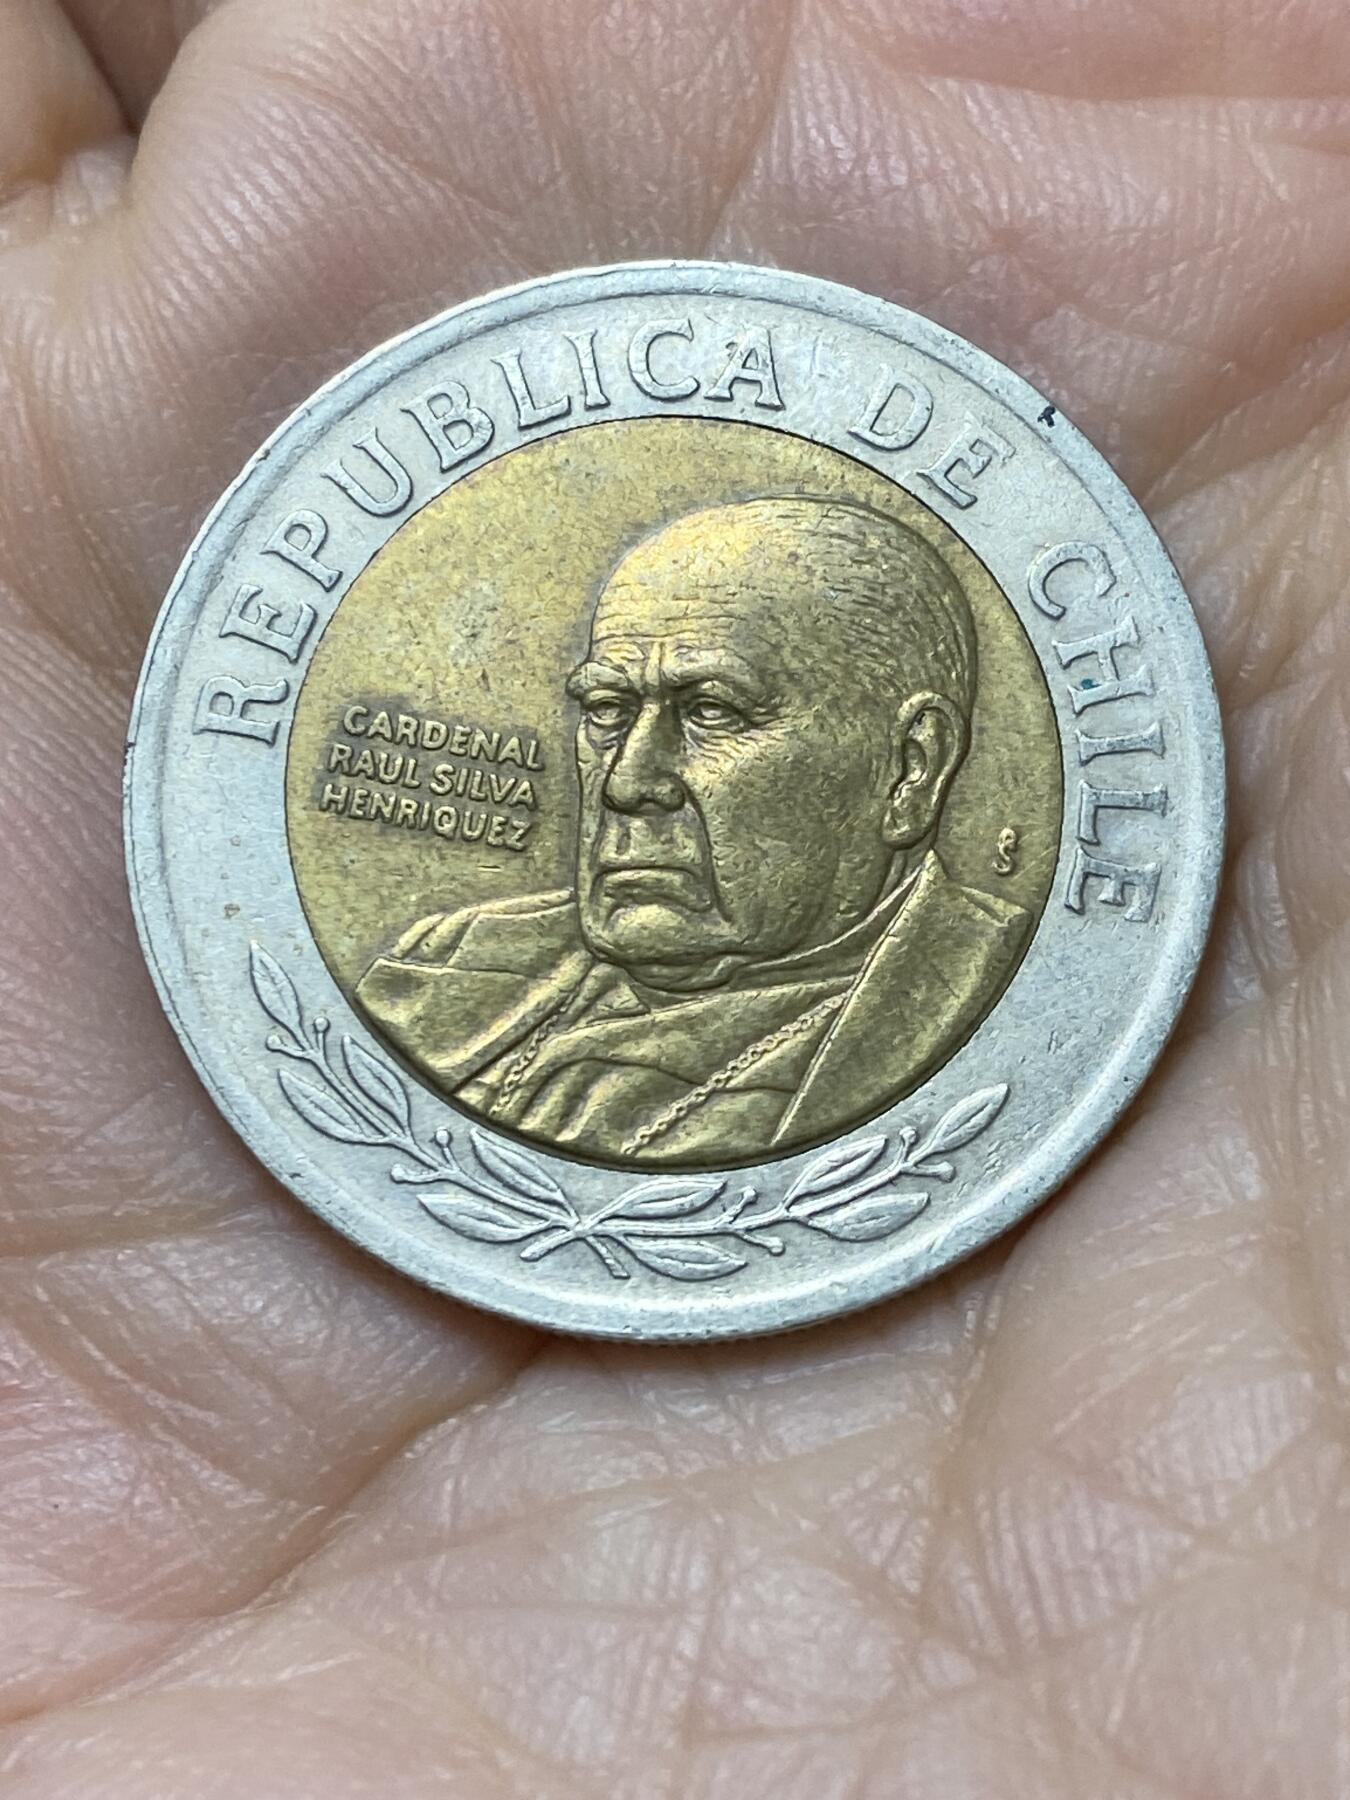 REPUBLICA DE CHILE
CARDENAL
RAUL SILVA
HENRIQUEZ
S